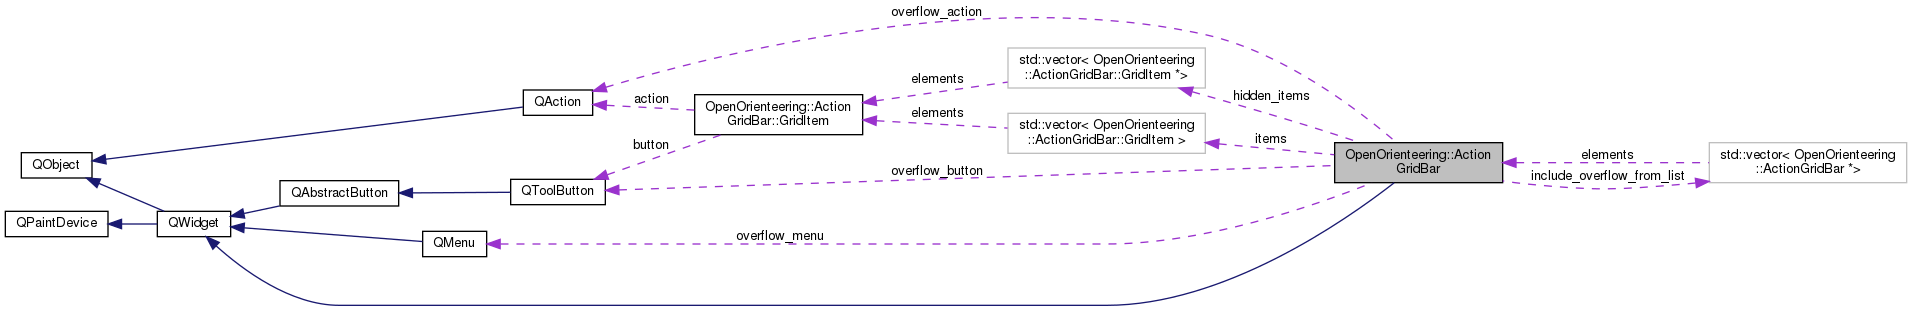 overflow_action
std::vector< OpenOrienteering
::ActionGridBar::GridItem *>
elements
hidden_items
QAction
action
OpenOrienteering::Action
GridBar::GridItem
elements
std::vector< OpenOrienteering
::ActionGridBar::GridItem >
items
button
QObject
OpenOrienteering::Action
GridBar
elements
std::vector< OpenOrienteering
::ActionGridBar *>
include_overflow_from_list
overflow_button
QAbstractButton
QToolButton
QPaintDevice
QWidget
QMenu
overflow_menu